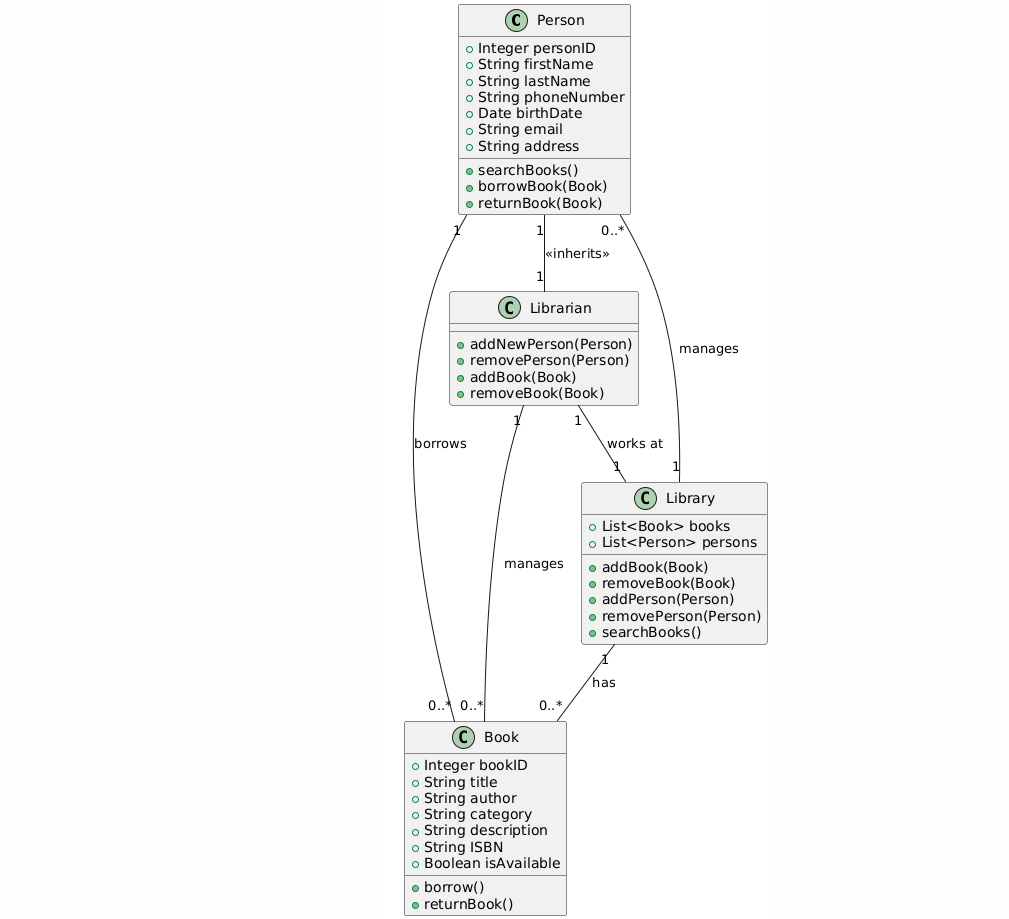 C Person
Integer personID
String firstName
String lastName
String phoneNumber
Date birthDate
String email
String address
searchBooks()
borrowBook(Book)
returnBook(Book)
1
1
0..*
«inherits»
1
C Librarian
addNewPerson(Person)
removePerson(Person)
addBook(Book)
removeBook(Book)
manages
1
1
borrows
works at
1
1
C Library
List<Book> books
List<Person> persons
addBook(Book)
removeBook(Book)
addPerson(Person)
removePerson(Person)
searchBooks()
manages
1
has
0..*
0..*
0..*
C Book
Integer bookID
String title
String author
String category
String description
String ISBN
Boolean isAvailable
borrow()
returnBook()